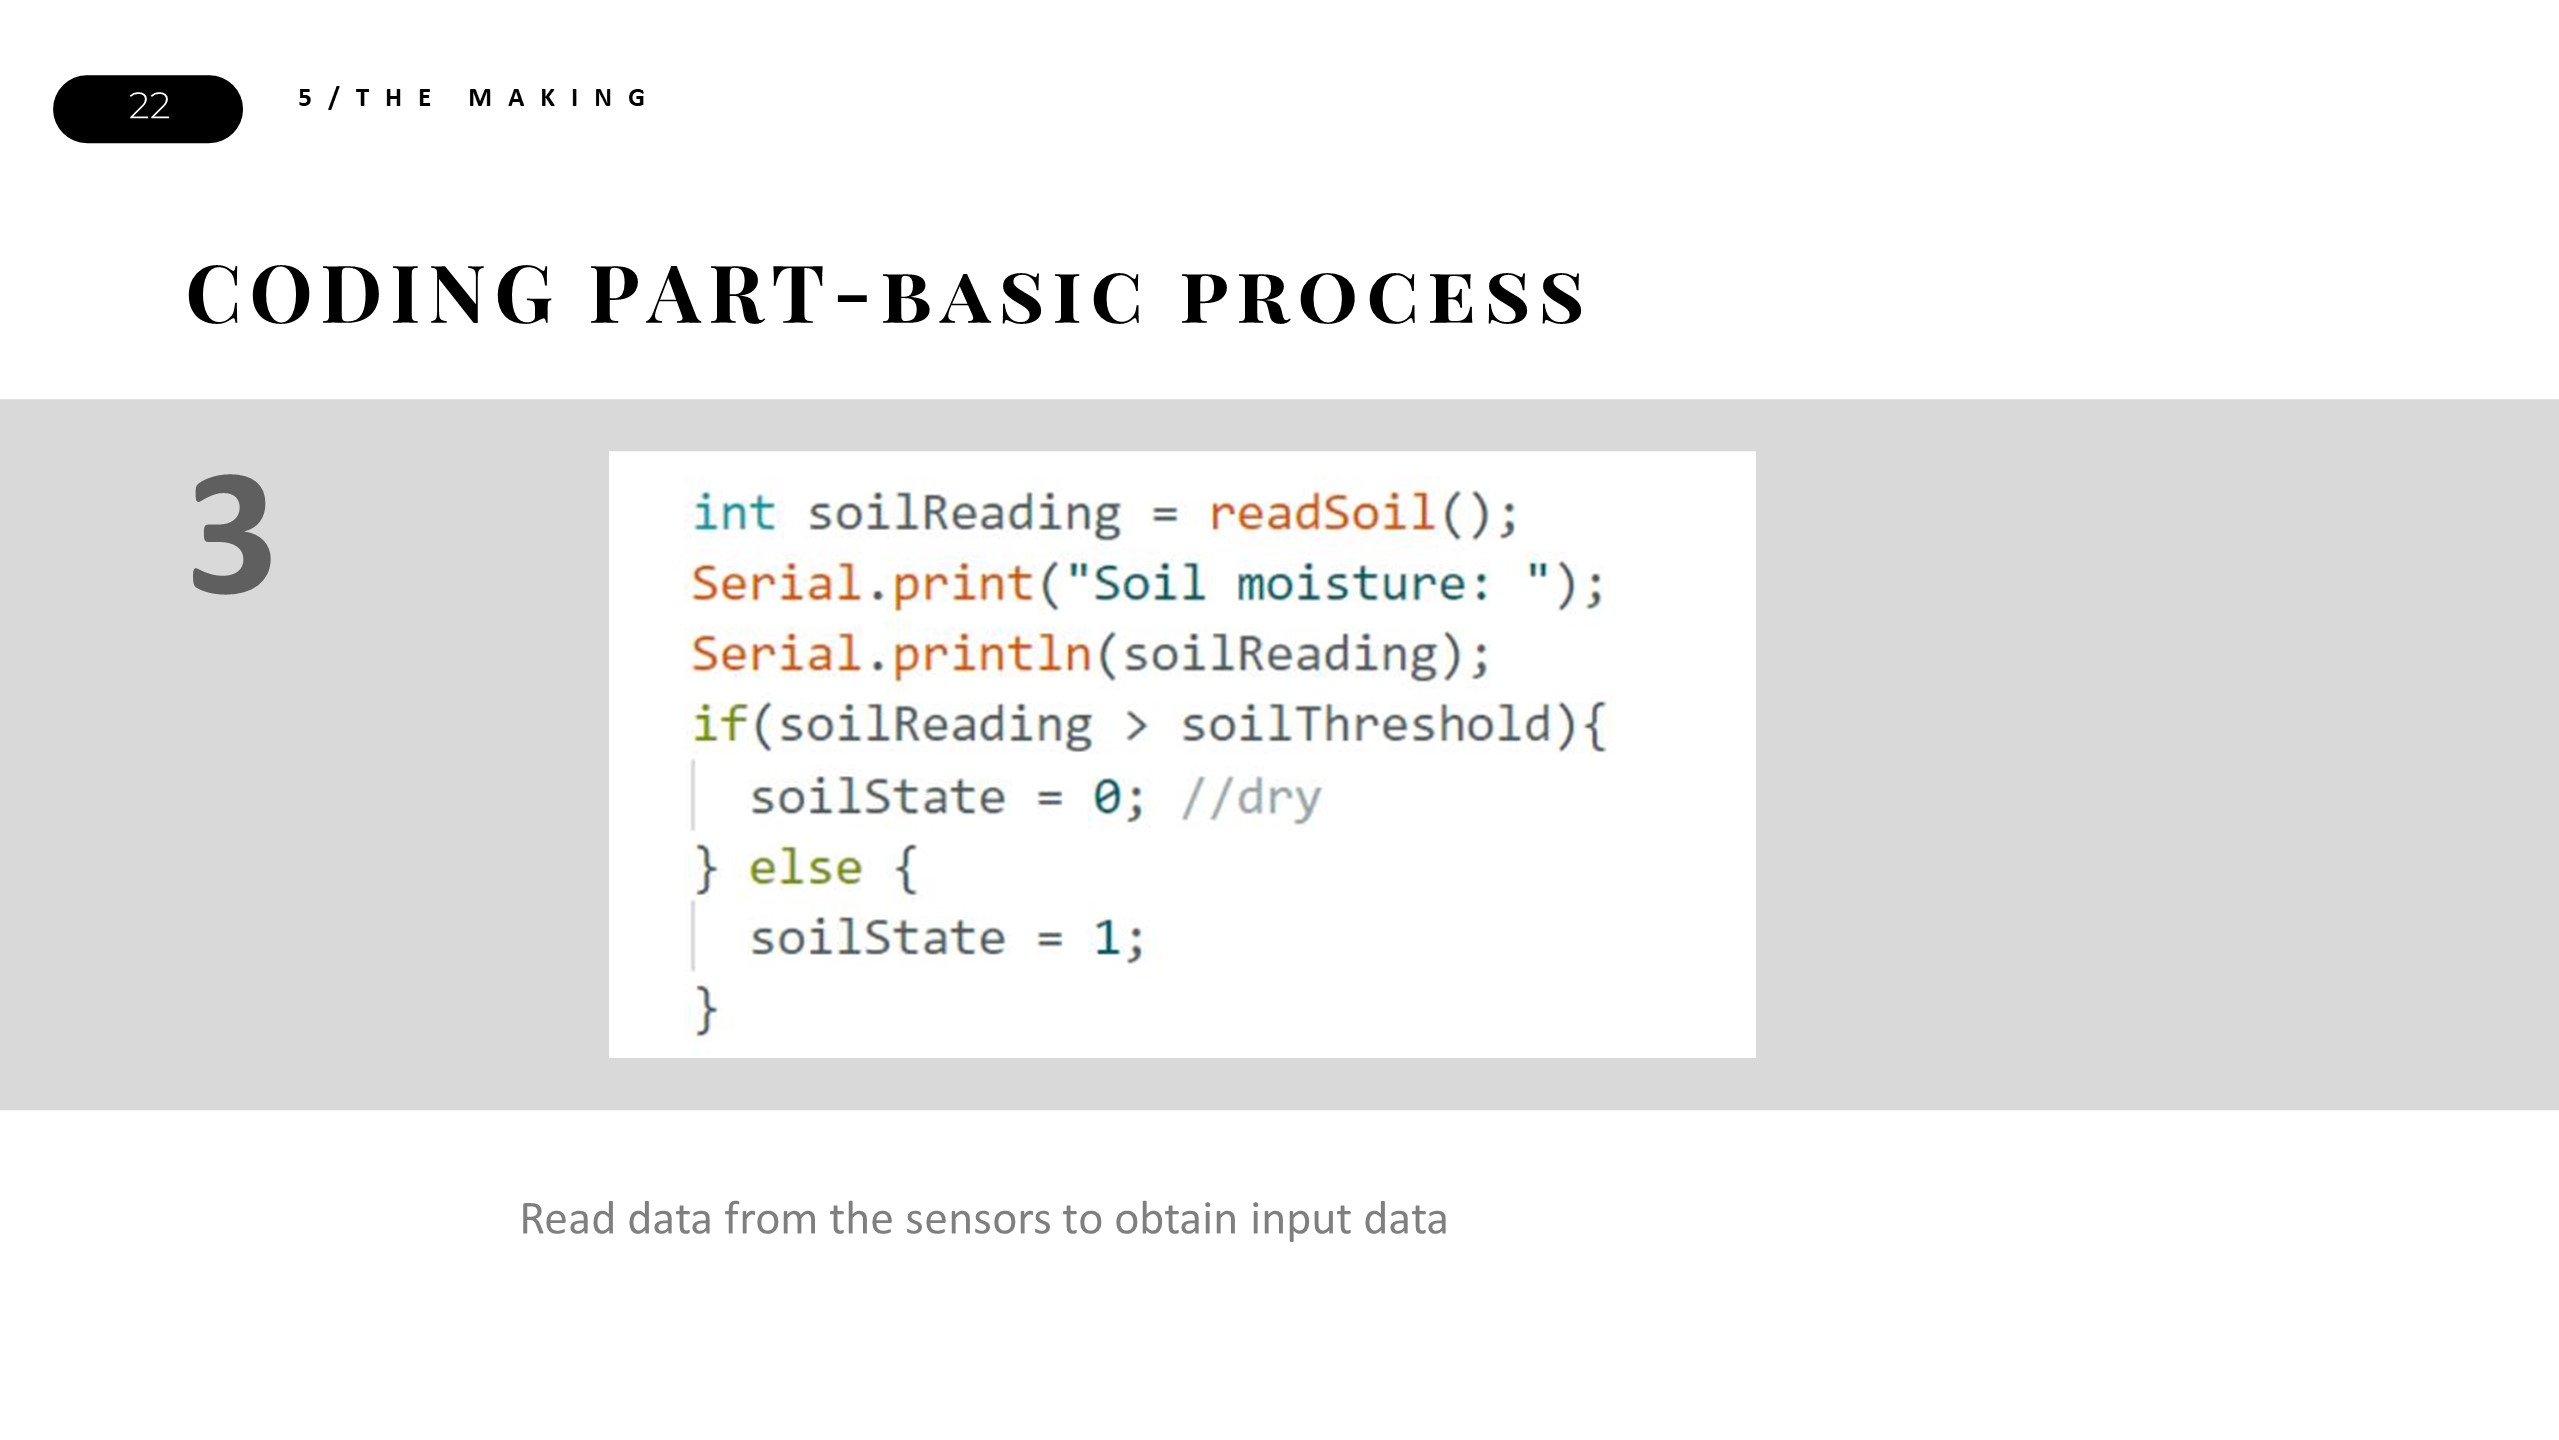 22
5/THE MAKING
CODING PART-BASIC PROCESS
3
int soilReading = readSoil();
Serial.print("Soil moisture: ");
Serial.println(soilReading);
if(soilReading > soilThreshold){
  soilState = 0; //dry
} else {
  soilState = 1;
}
Read data from the sensors to obtain input data